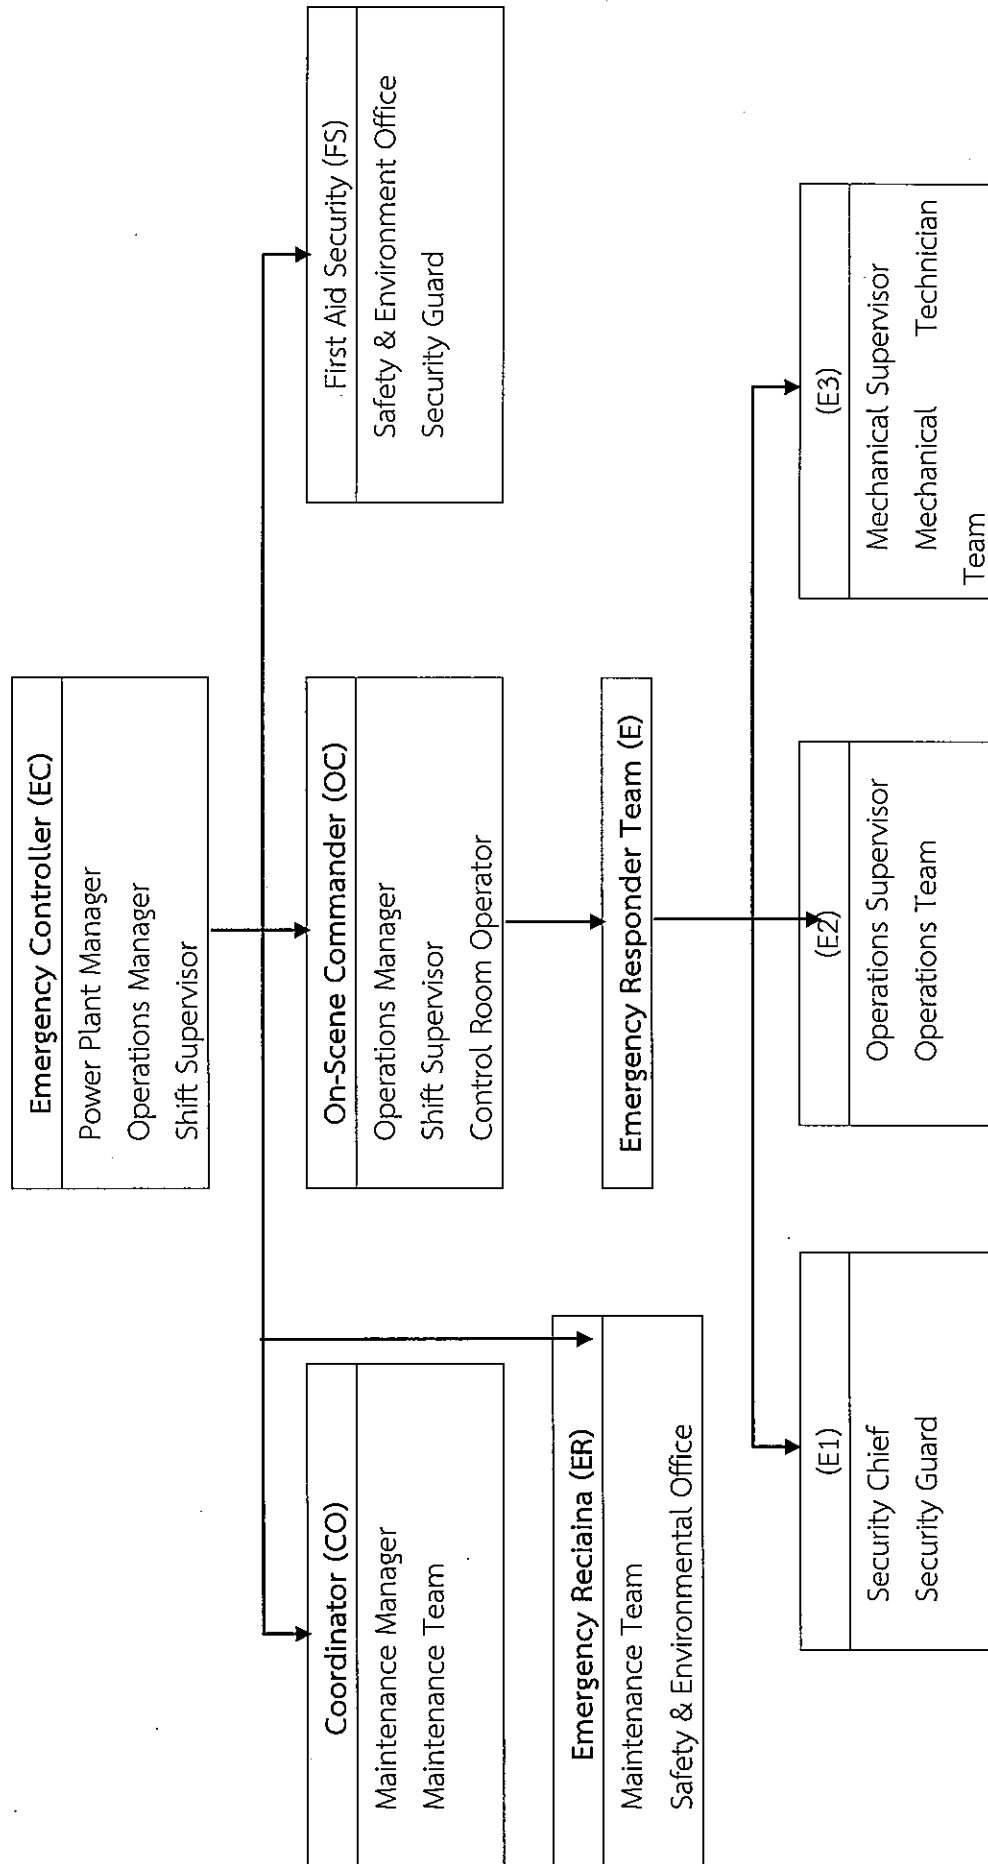 Emergency Controller (EC)
Power Plant Manager
Operations Manager
Shift Supervisor
Coordinator (CO)
Maintenance Manager
Maintenance Team
On-Scene Commander (OC)
Operations Manager
Shift Supervisor
Control Room Operator
First Aid Security (FS)
Safety & Environment Office
Security Guard
Emergency Reciaina (ER)
Maintenance Team
Safety & Environmental Office
Emergency Responder Team (E)
(E1)
Security Chief
Security Guard
(E2)
Operations Supervisor
Operations Team
(E3)
Mechanical Supervisor
Mechanical Technician
Team